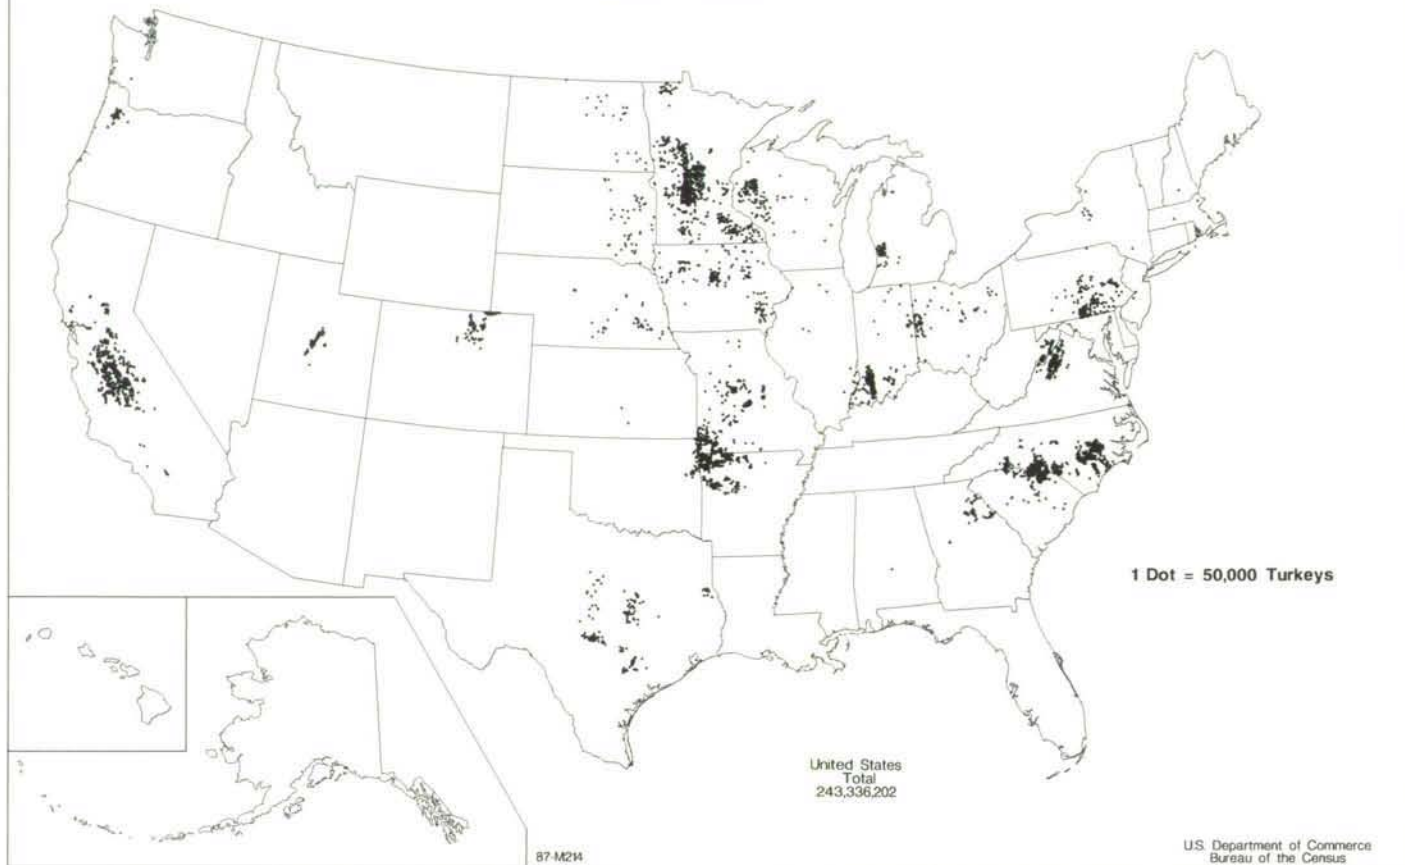 1 Dot = 50,000 Turkeys
United States
Total
243,336,202
87-M214
U.S. Department of Commerce
Bureau of the Census